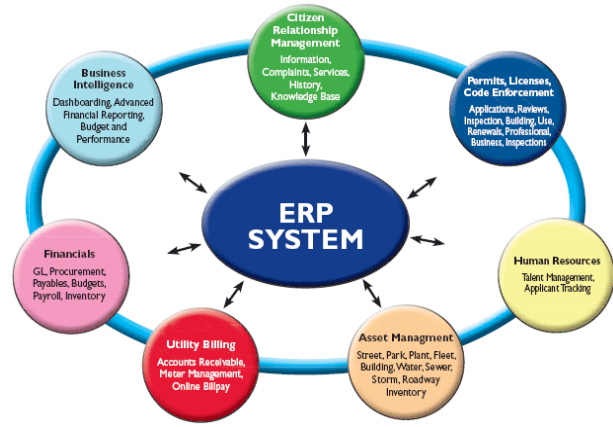 Citizen
Relationship
Management
Information,
Complaints, Services,
History,
Knowledge Base
Business
Intelligence
Dashboarding, Advanced
Financial Reporting,
Budget and
Performance
Permits, Licenses,
Code Enforcement
Applications, Reviews,
Inspection, Building, Use,
Renewals, Professional,
Business, Inspections
ERP
SYSTEM
Financials
GL, Procurement,
Payables, Budgets,
Payroll, Inventory
Human Resources
Talent Management,
Applicant Tracking
Utility Billing
Accounts Receivable,
Meter Management,
Online Billpay
Asset Managment
Street, Park, Plant, Fleet,
Building, Water, Sewer,
Storm, Roadway
Inventory